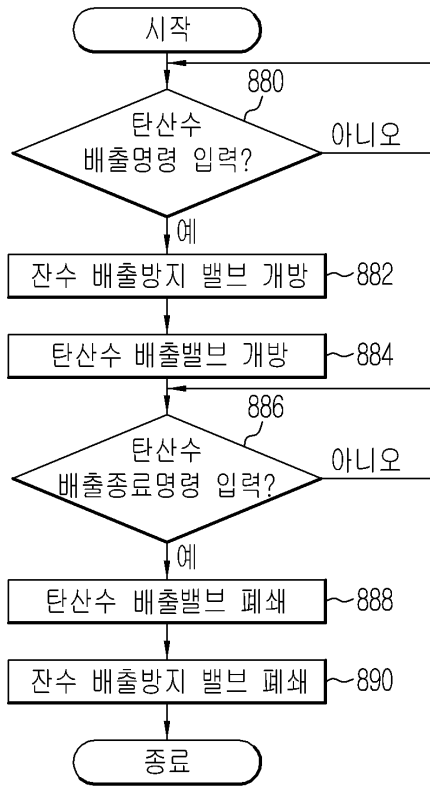 시작
880
탄산수
배출명령 입력?
아니오
예
잔수 배출방지 밸브 개방
882
탄산수 배출밸브 개방
884
886
탄산수
배출종료명령 입력?
아니오
예
탄산수 배출밸브 폐쇄
888
잔수 배출방지 밸브 폐쇄
890
종료